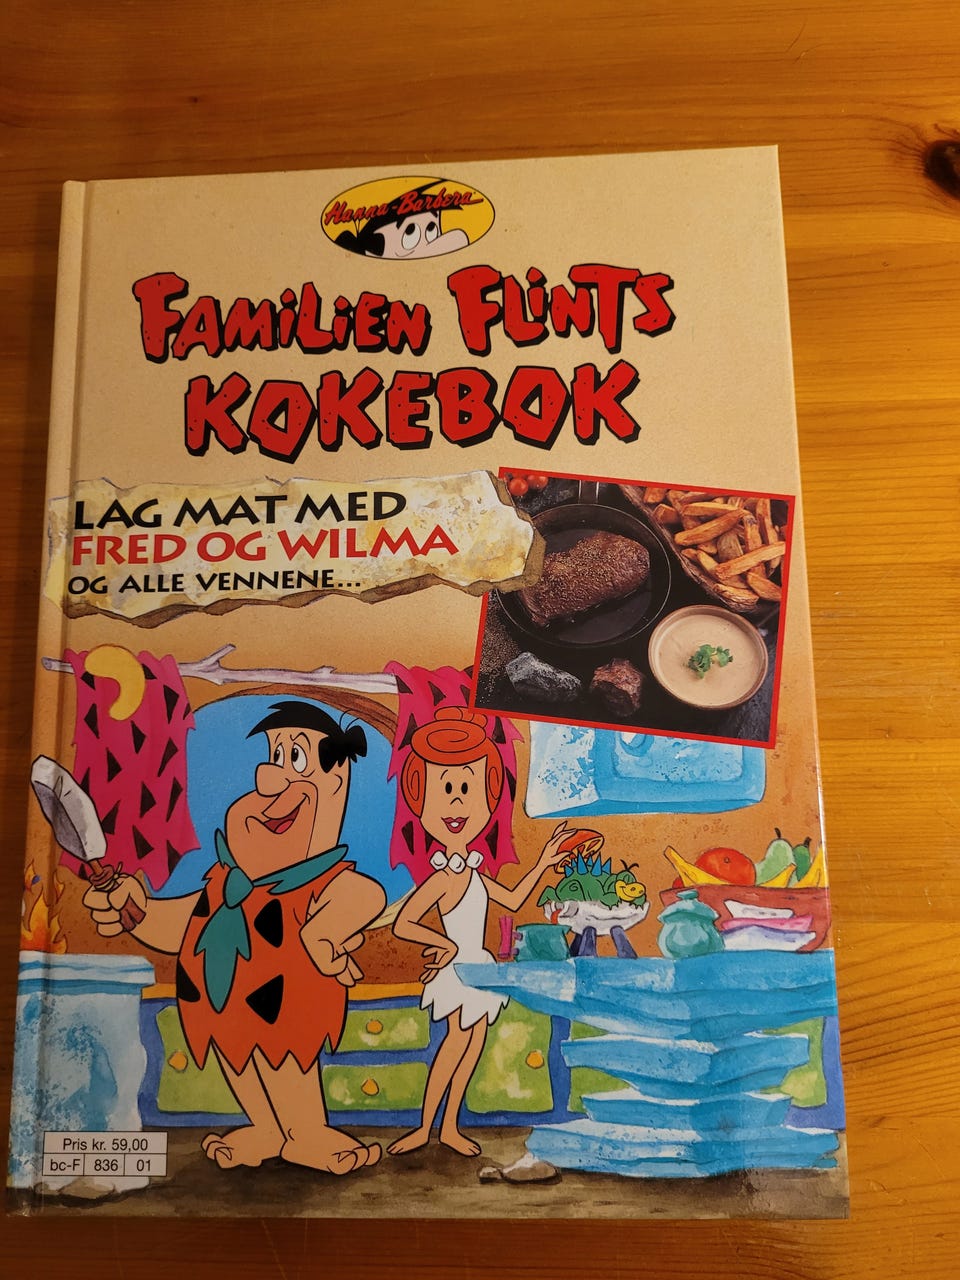 Hanna-Barbera
FAMILIEN FLINTS
KOKEBOK
LAG MAT MED
FRED OG WILMA
OG ALLE VENNENE...
Pris kr. 59,00
bc-F 836 01